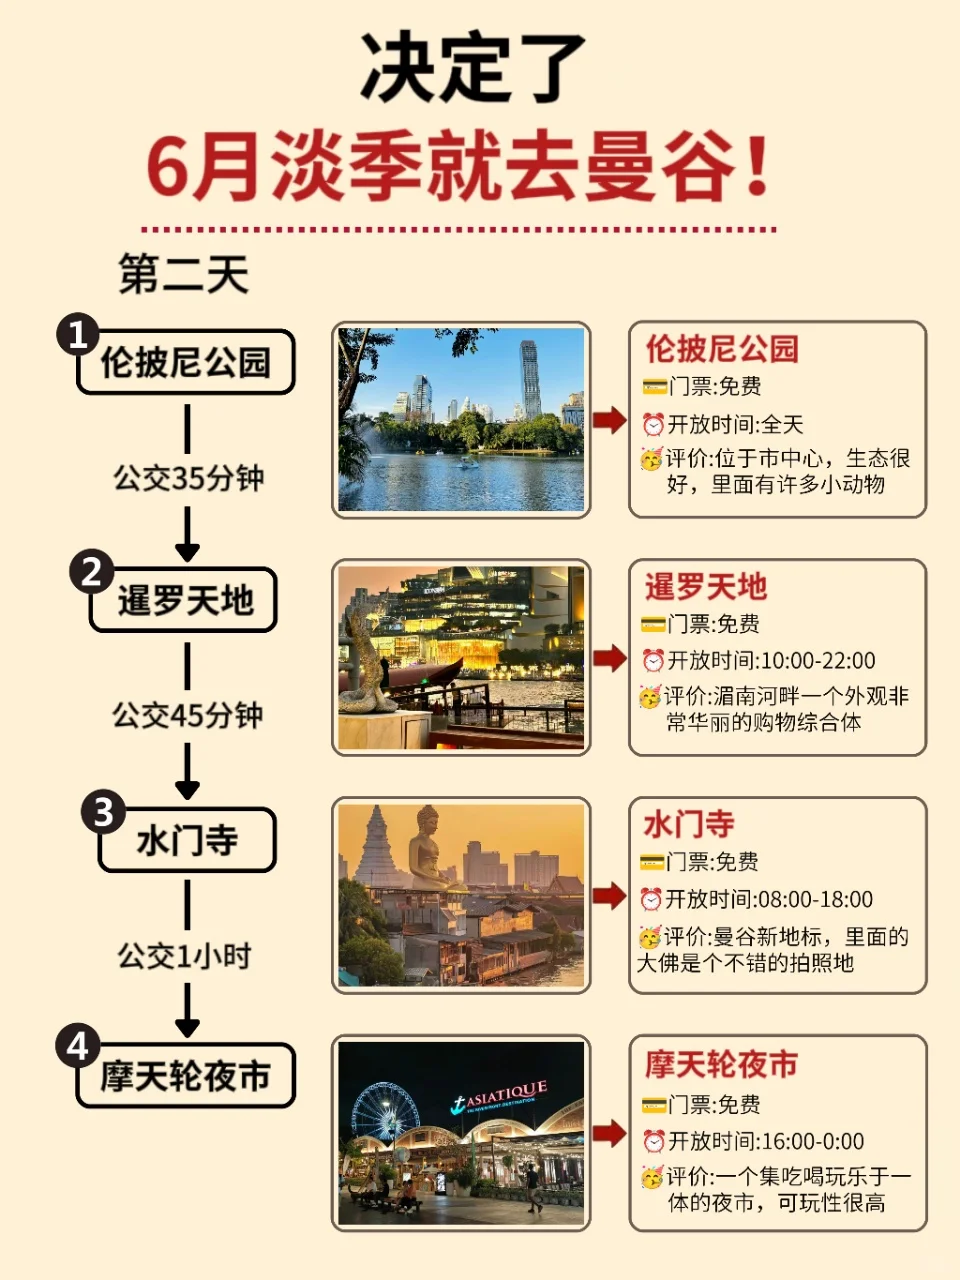 决定了
6月淡季就去曼谷！
第二天
1
伦披尼公园
公交35分钟
2
暹罗天地
公交45分钟
3
水门寺
公交1小时
4
摩天轮夜市
伦披尼公园
门票:免费
开放时间:全天
评价:位于市中心，生态很
好，里面有许多小动物
暹罗天地
门票:免费
开放时间:10:00-22:00
评价:湄南河畔一个外观非
常华丽的购物综合体
水门寺
门票:免费
开放时间:08:00-18:00
评价:曼谷新地标，里面的
大佛是个不错的拍照地
ASIATIQUE
THE RIVERFRONT DESTINATION
摩天轮夜市
门票:免费
开放时间:16:00-0:00
评价:一个集吃喝玩乐于一
体的夜市，可玩性很高